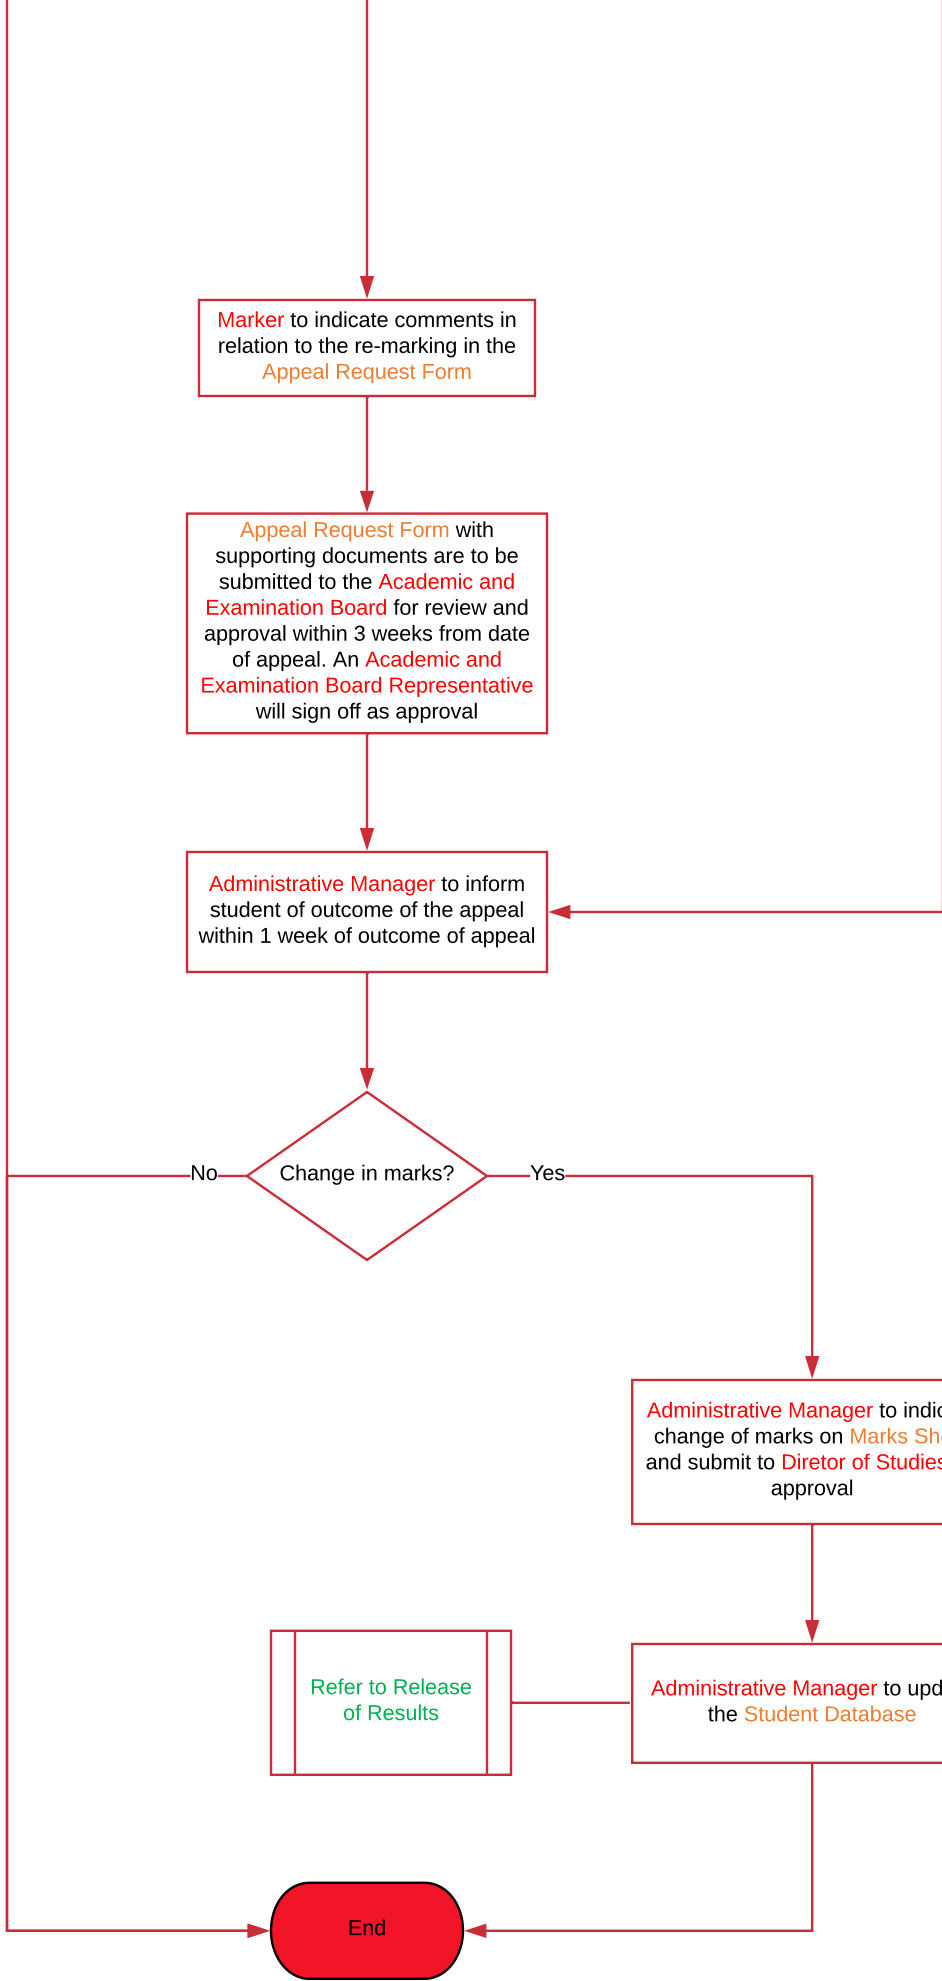 Marker to indicate comments in
relation to the re-marking in the
Appeal Request Form
Appeal Request Form with
supporting documents are to be
submitted to the Academic and
Examination Board for review and
approval within 3 weeks from date
of appeal. An Academic and
Examination Board Representative
will sign off as approval
Administrative Manager to inform
student of outcome of the appeal
within 1 week of outcome of appeal
No
Change in marks?
Yes
Administrative Manager to
change of marks on Marks
and submit to Diretor of Studies
approval
Refer to Release
of Results
Administrative Manager to
the Student Database
End